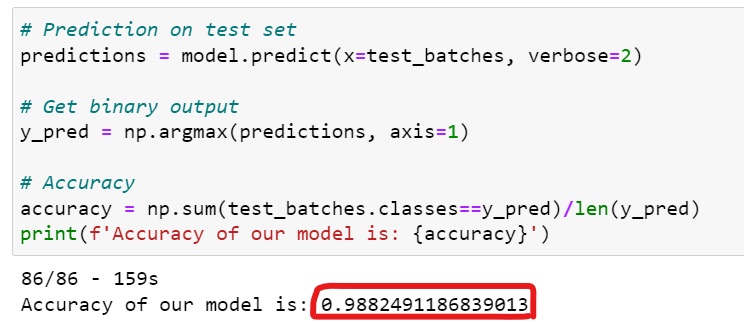 # Prediction on test set
predictions = model.predict(x=test_batches, verbose=2)
# Get binary output
y_pred = np.argmax(predictions, axis=1)
# Accuracy
accuracy = np.sum(test_batches.classes==y_pred)/len(y_pred)
print(f'Accuracy of our model is: {accuracy}')
86/86 - 159s
Accuracy of our model is: 0.9882491186839013